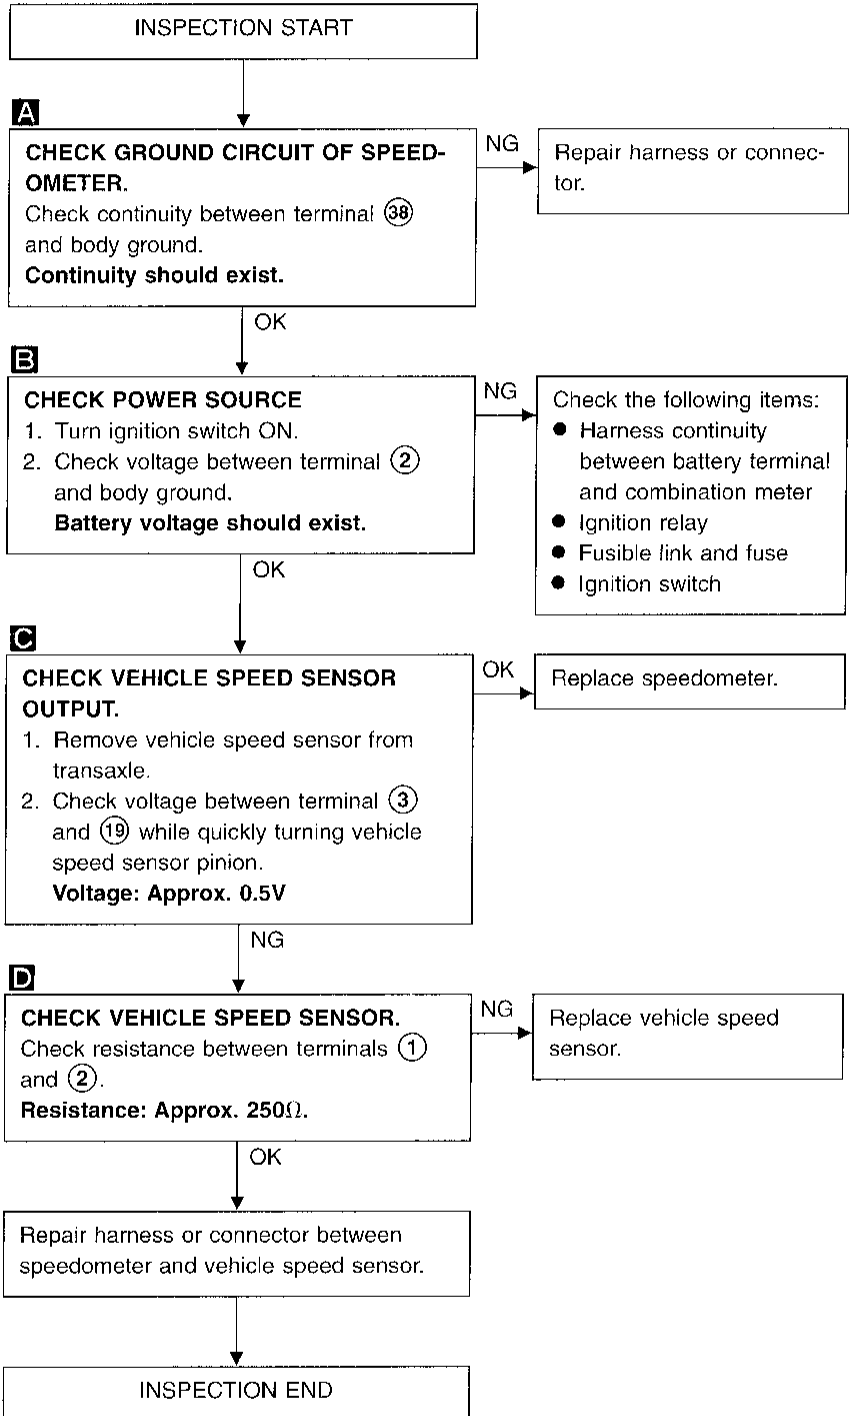 INSPECTION START
A
CHECK GROUND CIRCUIT OF SPEED-
OMETER.
Check continuity between terminal 38
and body ground.
Continuity should exist.
NG
Repair harness or connec-
tor.
OK
B
CHECK POWER SOURCE
1. Turn ignition switch ON.
2. Check voltage between terminal 2
and body ground.
Battery voltage should exist.
NG
Check the following items:
● Harness continuity
between battery terminal
and combination meter
● Ignition relay
● Fusible link and fuse
● Ignition switch
OK
C
CHECK VEHICLE SPEED SENSOR
OUTPUT.
1. Remove vehicle speed sensor from
transaxle.
2. Check voltage between terminal 3
and 19 while quickly turning vehicle
speed sensor pinion.
Voltage: Approx. 0.5V
OK
Replace speedometer.
NG
D
CHECK VEHICLE SPEED SENSOR.
Check resistance between terminals 1
and 2.
Resistance: Approx. 250Ω.
NG
Replace vehicle speed
sensor.
OK
Repair harness or connector between
speedometer and vehicle speed sensor.
INSPECTION END